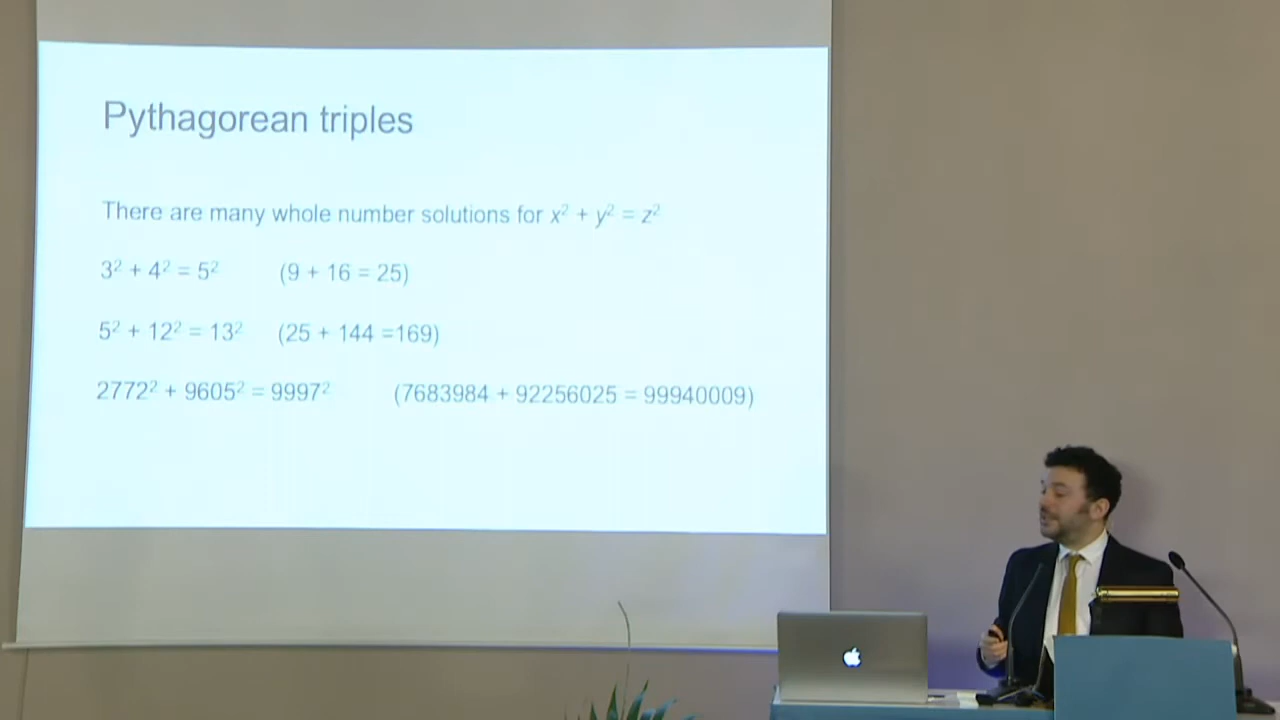 Pythagorean triples
There are many whole number solutions for x² + y² = z²
3² + 4² = 5² (9 + 16 = 25)
5² + 12² = 13² (25 + 144 =169)
2772² + 9605² = 9997² (7683984 + 92256025 = 99940009)